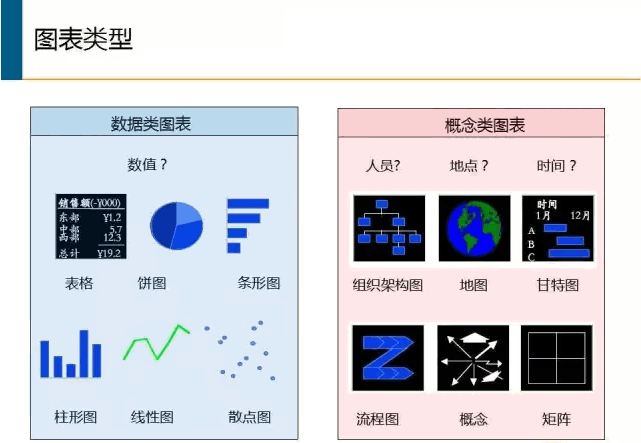 图表类型
数据类图表
数值？
销售额(-¥000)
东部 ¥1.2
中部 5.7
西部 12.3
总计 ¥19.2
表格 饼图 条形图
柱形图 线性图 散点图
概念类图表
人员? 地点？ 时间？
时间
1月 12月
A
B
C
组织架构图 地图 甘特图
流程图 概念 矩阵